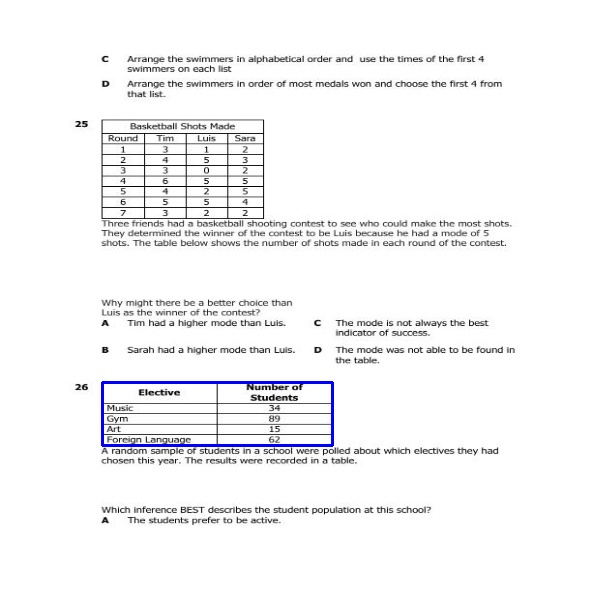 C Arrange the swimmers in alphabetical order and use the times of the first 4
swimmers on each list
D Arrange the swimmers in order of most medals won and choose the first 4 from
that list.
25
Basketball Shots Made
Round Tim Luis Sara
1 3 1 2
2 4 5 3
3 3 0 2
4 6 5 5
5 4 2 5
6 5 5 4
7 3 2 2
Three friends had a basketball shooting contest to see who could make the most shots.
They determined the winner of the contest to be Luis because he had a mode of 5
shots. The table below shows the number of shots made in each round of the contest.
Why might there be a better choice than
Luis as the winner of the contest?
A Tim had a higher mode than Luis.
B Sarah had a higher mode than Luis.
C The mode is not always the best
indicator of success.
D The mode was not able to be found in
the table.
26
Elective Number of
Students
Music 34
Gym 89
Art 15
Foreign Language 62
A random sample of students in a school were polled about which electives they had
chosen this year. The results were recorded in a table.
Which inference BEST describes the student population at this school?
A The students prefer to be active.